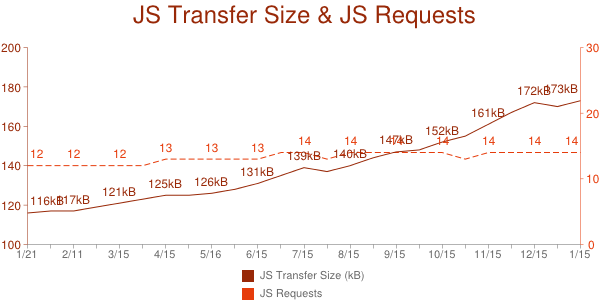 JS Transfer Size & JS Requests
200
180
160
140
120
100
30
20
10
0
12 12 12 13 13 13 14 14 14 14 14 14 14
116kB 117kB 121kB 125kB 126kB 131kB 139kB 140kB 147kB 152kB 161kB 172kB 173kB
1/21 2/11 3/15 4/15 5/16 6/15 7/15 8/15 9/15 10/15 11/15 12/15 1/15
JS Transfer Size (kB)
JS Requests